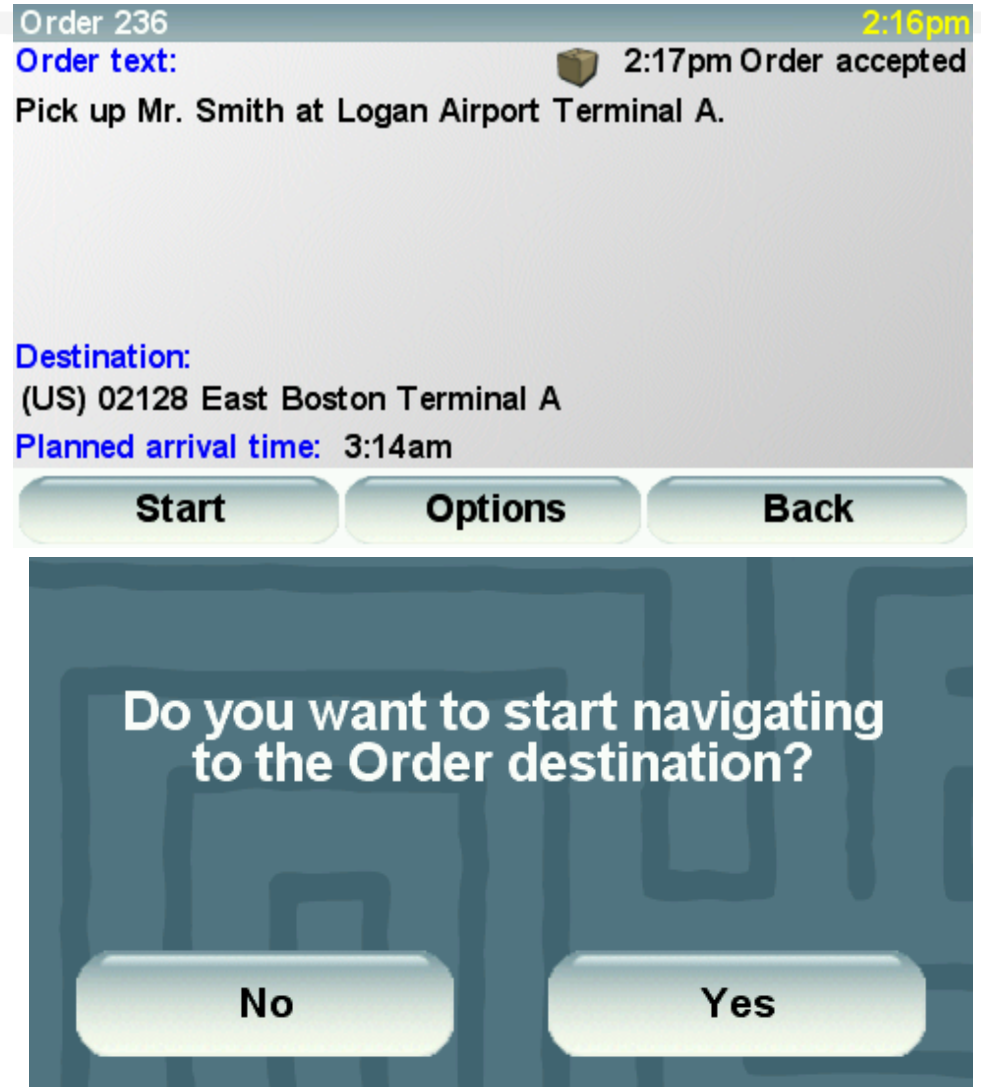 Order 236 2:16pm
Order text: 2:17pm Order accepted
Pick up Mr. Smith at Logan Airport Terminal A.
Destination:
(US) 02128 East Boston Terminal A
Planned arrival time: 3:14am
Start Options Back
Do you want to start navigating
to the Order destination?
No Yes